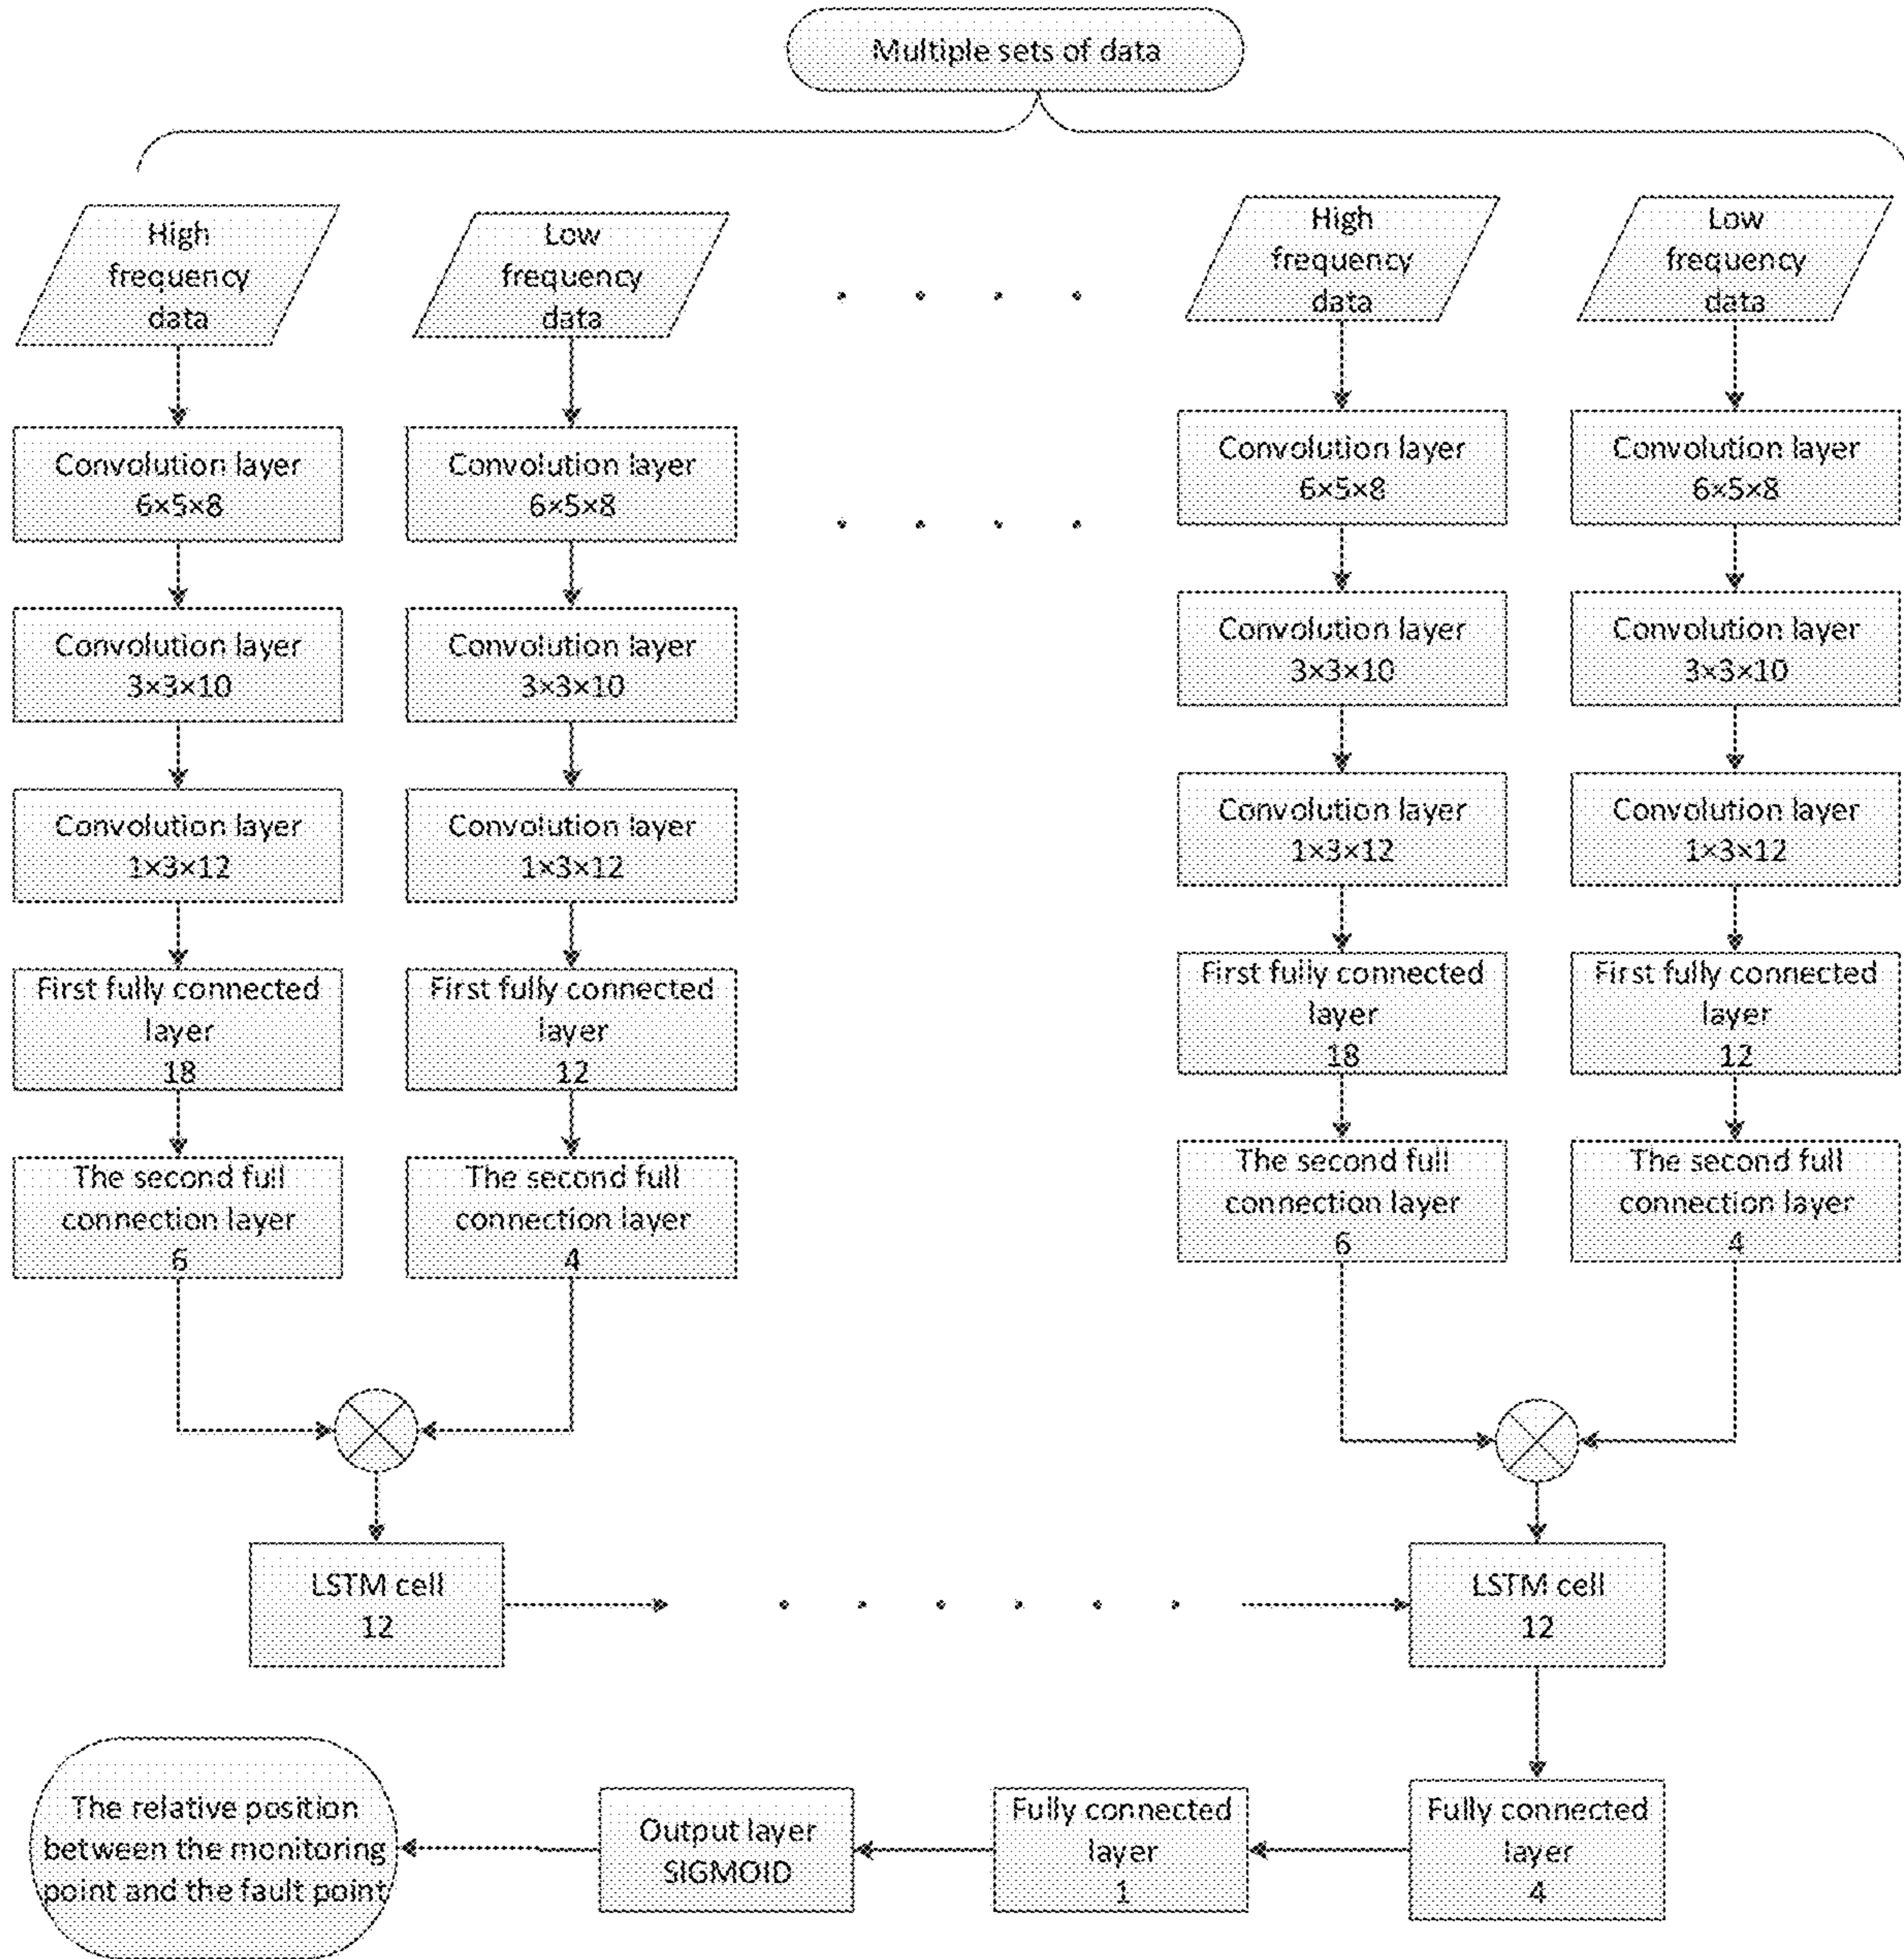 Multiple sets of data
High
frequency
data
Low
frequency
data
High
frequency
data
Low
frequency
data
Convolution layer
6×5×8
Convolution layer
6×5×8
Convolution layer
6×5×8
Convolution layer
6×5×8
Convolution layer
3×3×10
Convolution layer
3×3×10
Convolution layer
3×3×10
Convolution layer
3×3×10
Convolution layer
1×3×12
Convolution layer
1×3×12
Convolution layer
1×3×12
Convolution layer
1×3×12
First fully connected
layer
18
First fully connected
layer
12
First fully connected
layer
18
First fully connected
layer
12
The second full
connection layer
6
The second full
connection layer
4
The second full
connection layer
6
The second full
connection layer
4
LSTM cell
12
LSTM cell
12
The relative position
between the monitoring
point and the fault point
Output layer
SIGMOID
Fully connected
layer
1
Fully connected
layer
4